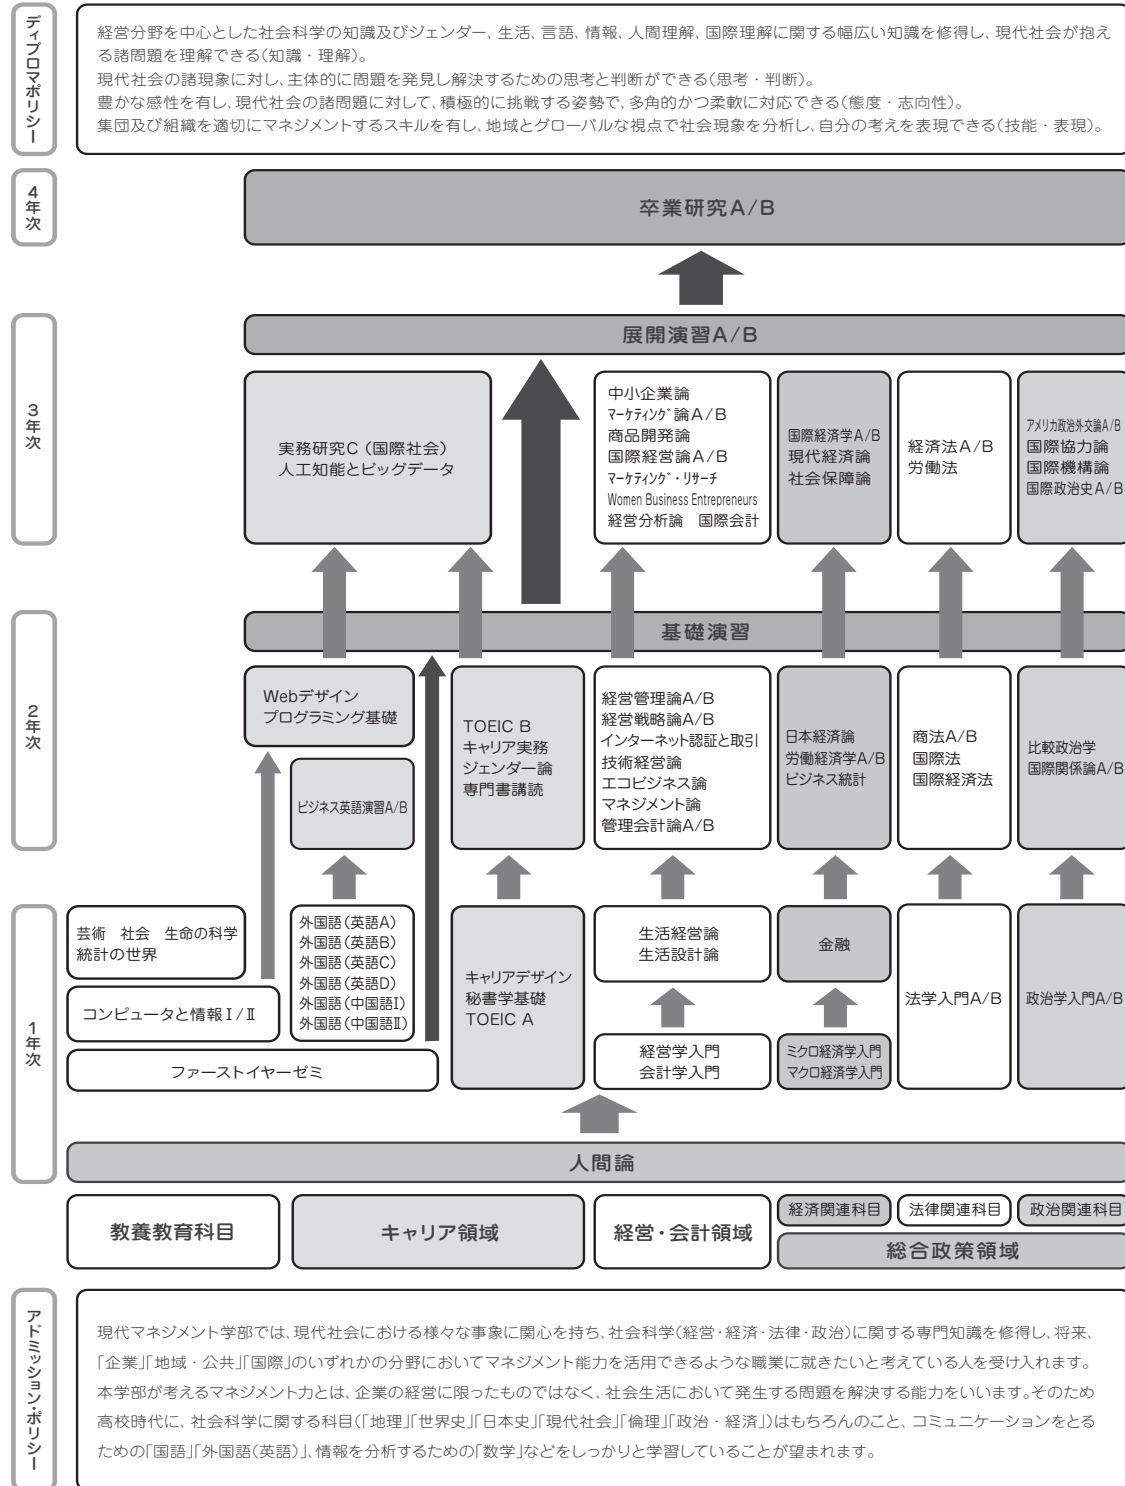 ディプロマポリシー
経営分野を中心とした社会科学の知識及びジェンダー、生活、言語、情報、人間理解、国際理解に関する幅広い知識を修得し、現代社会が抱え
る諸問題を理解できる(知識・理解)。
現代社会の諸現象に対し、主体的に問題を発見し解決するための思考と判断ができる(思考・判断)。
豊かな感性を有し、現代社会の諸問題に対して、積極的に挑戦する姿勢で、多角的かつ柔軟に対応できる(態度・志向性)。
集団及び組織を適切にマネジメントするスキルを有し、地域とグローバルな視点で社会現象を分析し、自分の考えを表現できる(技能・表現)。
4年次
卒業研究A/B
展開演習A/B
3年次
実務研究C(国際社会)
人工知能とビッグデータ
中小企業論
マーケティング論A/B
商品開発論
国際経営論A/B
マーケティング・リサーチ
Women Business Entrepreneurs
経営分析論 国際会計
国際経済学A/B
現代経済論
社会保障論
経済法A/B
労働法
アメリカ政治外交論A/B
国際協力論
国際機構論
国際政治史A/B
基礎演習
2年次
Webデザイン
プログラミング基礎
ビジネス英語演習A/B
TOEIC B
キャリア実務
ジェンダー論
専門書講読
経営管理論A/B
経営戦略論A/B
インターネット認証と取引
技術経営論
エコビジネス論
マネジメント論
管理会計論A/B
日本経済論
労働経済学A/B
ビジネス統計
商法A/B
国際法
国際経済法
比較政治学
国際関係論A/B
1年次
芸術 社会 生命の科学
統計の世界
コンピュータと情報Ⅰ/Ⅱ
ファーストイヤーゼミ
外国語(英語A)
外国語(英語B)
外国語(英語C)
外国語(英語D)
外国語(中国語Ⅰ)
外国語(中国語Ⅱ)
キャリアデザイン
秘書学基礎
TOEIC A
生活経営論
生活設計論
経営学入門
会計学入門
金融
ミクロ経済学入門
マクロ経済学入門
法学入門A/B
政治学入門A/B
人間論
教養教育科目
キャリア領域
経営・会計領域
経済関連科目
法律関連科目
政治関連科目
総合政策領域
アドミッション・ポリシー
現代マネジメント学部では、現代社会における様々な事象に関心を持ち、社会科学(経営・経済・法律・政治)に関する専門知識を修得し、将来、
「企業」「地域・公共」「国際」のいずれかの分野においてマネジメント能力を活用できるような職業に就きたいと考えている人を受け入れます。
本学部が考えるマネジメント力とは、企業の経営に限ったものではなく、社会生活において発生する問題を解決する能力をいいます。そのため
高校時代に、社会科学に関する科目(「地理」「世界史」「日本史」「現代社会」「倫理」「政治・経済」)はもちろんのこと、コミュニケーションをとる
ための「国語」「外国語(英語)」、情報を分析するための「数学」などをしっかりと学習していることが望まれます。